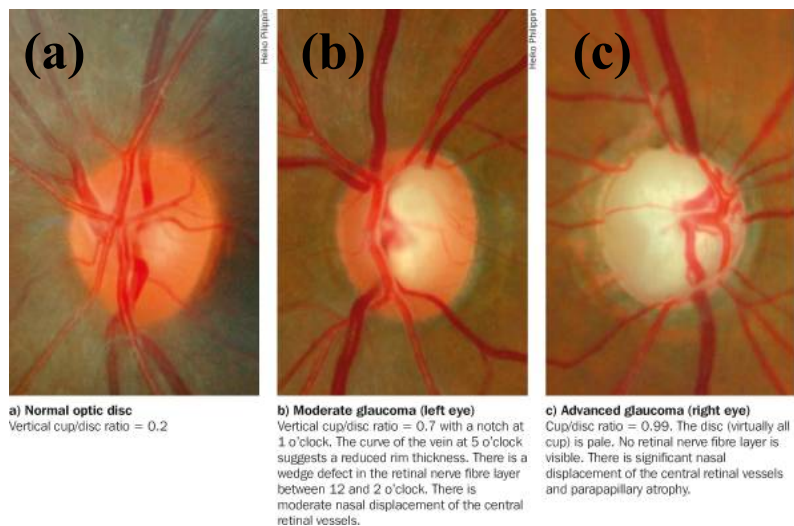 (a)
Heiko Pilippin
(b)
Heiko Philippin
(c)
a) Normal optic disc
Vertical cup/disc ratio = 0.2
b) Moderate glaucoma (left eye)
Vertical cup/disc ratio = 0.7 with a notch at
1 o'clock. The curve of the vein at 5 o'clock
suggests a reduced rim thickness. There is a
wedge defect in the retinal nerve fibre layer
between 12 and 2 o'clock. There is
moderate nasal displacement of the central
retinal vessels.
c) Advanced glaucoma (right eye)
Cup/disc ratio = 0.99. The disc (virtually all
cup) is pale. No retinal nerve fibre layer is
visible. There is significant nasal
displacement of the central retinal vessels
and parapapillary atrophy.